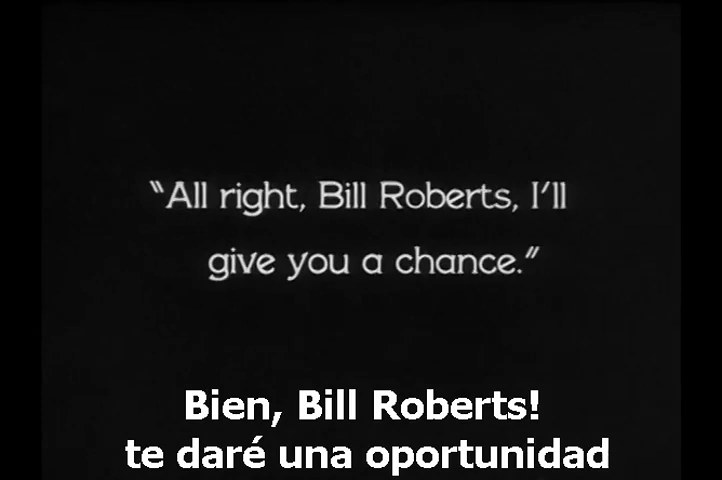 “All right, Bill Roberts, I'll
give you a chance.”
Bien, Bill Roberts!
te daré una oportunidad